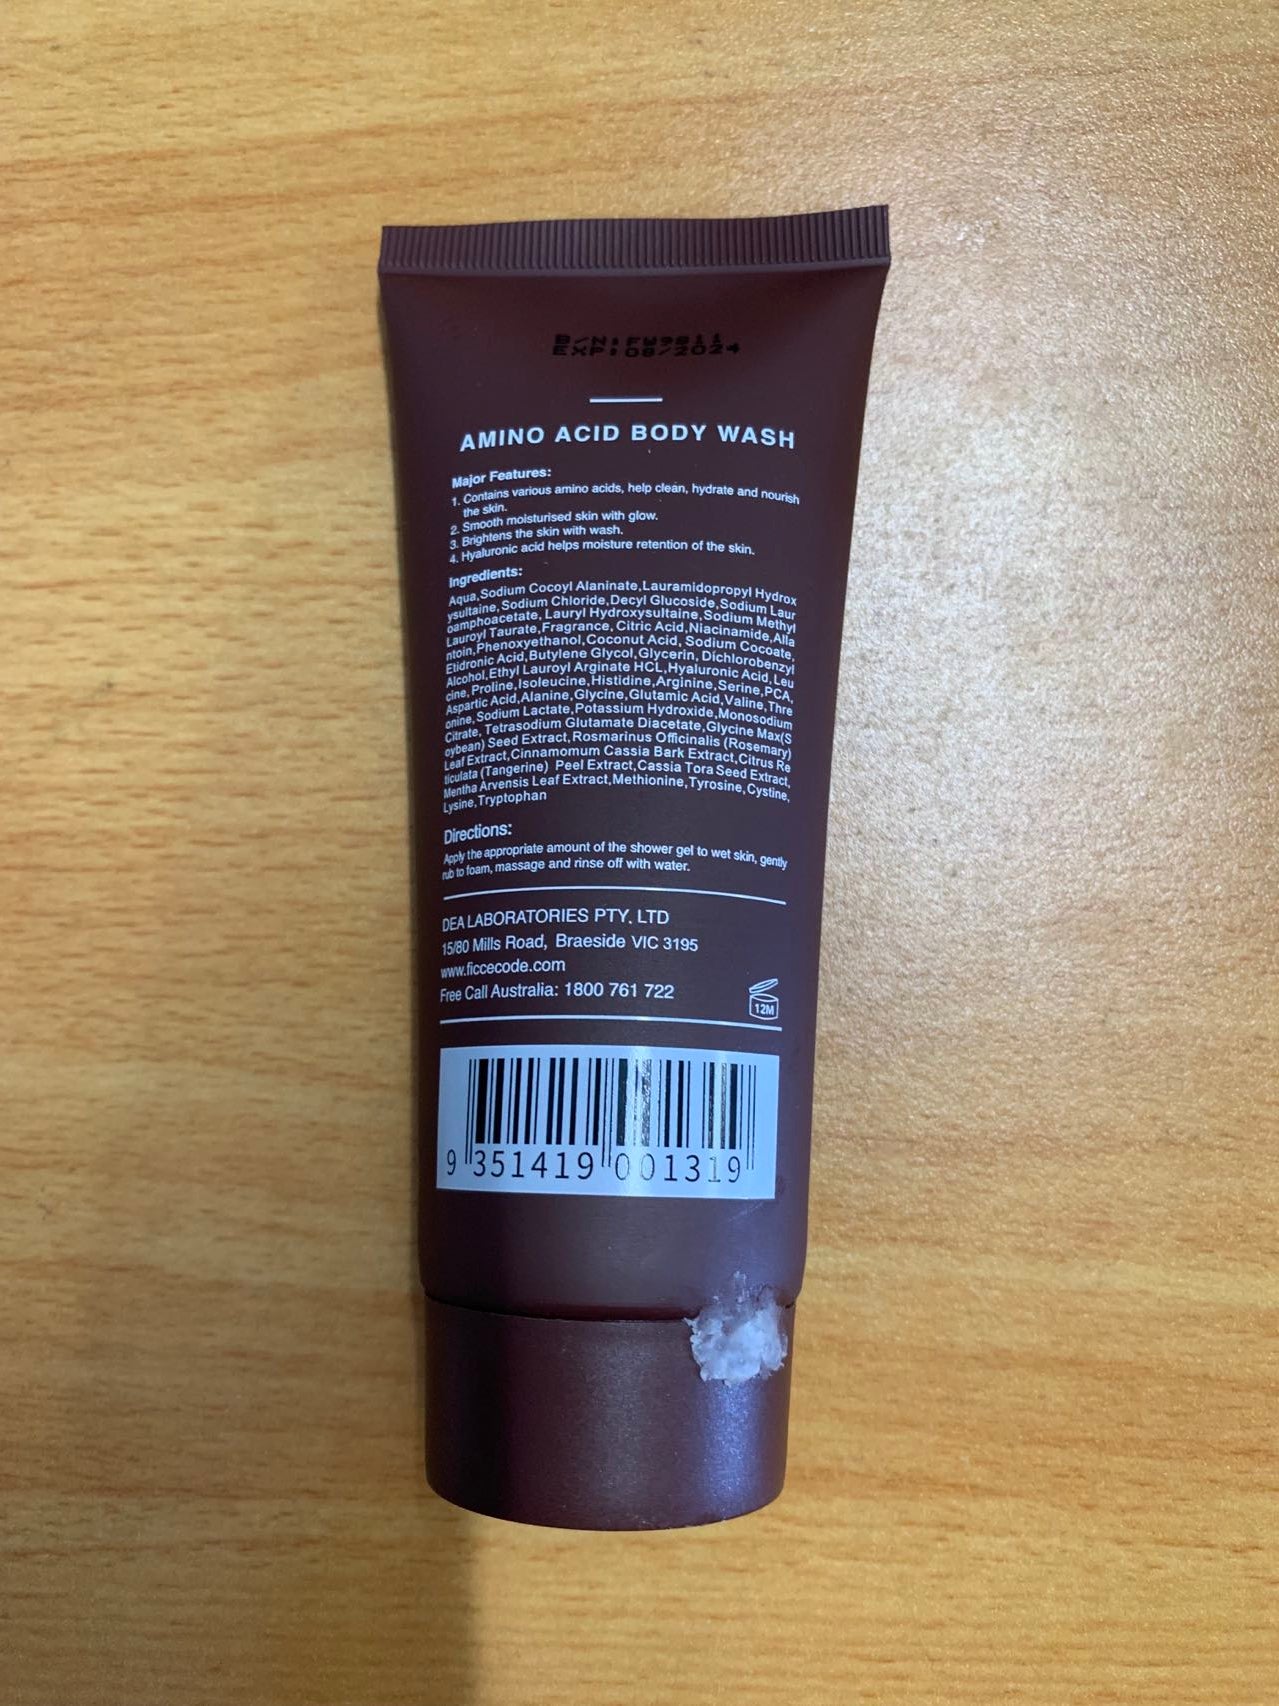 B/N:FW9811
EXP:08/2024
AMINO ACID BODY WASH
Major Features:
1. Contains various amino acids, help clean, hydrate and nourish
the skin.
2. Smooth moisturised skin with glow.
3. Brightens the skin with wash.
4. Hyaluronic acid helps moisture retention of the skin.
Ingredients:
Aqua,Sodium Cocoyl Alaninate,Lauramidopropyl Hydrox
ysultaine,Sodium Chloride,Decyl Glucoside,Sodium Laur
oamphoacetate, Lauryl Hydroxysultaine,Sodium Methyl
Lauroyl Taurate,Fragrance, Citric Acid,Niacinamide,Alla
ntoin,Phenoxyethanol,Coconut Acid, Sodium Cocoate,
Etidronic Acid,Butylene Glycol,Glycerin, Dichlorobenzyl
Alcohol,Ethyl Lauroyl Arginate HCL,Hyaluronic Acid,Leu
cine, Proline,Isoleucine,Histidine,Arginine,Serine,PCA,
Aspartic Acid,Alanine,Glycine,Glutamic Acid,Valine,Thre
onine,Sodium Lactate,Potassium Hydroxide,Monosodium
Citrate, Tetrasodium Glutamate Diacetate,Glycine Max(S
oybean) Seed Extract,Rosmarinus Officinalis (Rosemary)
Leaf Extract,Cinnamomum Cassia Bark Extract,Citrus Re
ticulata (Tangerine) Peel Extract,Cassia Tora Seed Extract,
Mentha Arvensis Leaf Extract,Methionine,Tyrosine,Cystine,
Lysine,Tryptophan
Directions:
Apply the appropriate amount of the shower gel to wet skin, gently
rub to foam, massage and rinse off with water.
DEA LABORATORIES PTY. LTD
15/80 Mills Road, Braeside VIC 3195
www.ficcecode.com
Free Call Australia: 1800 761 722
12M
9 351419 001319